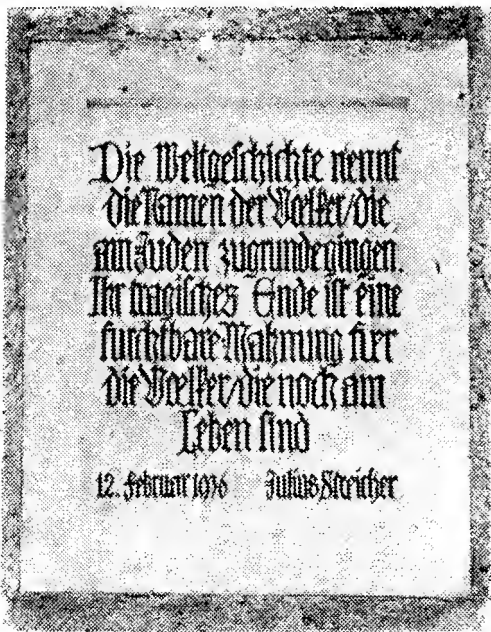 Die Weltgeschichte nennt
die Namen der Voelker/die
am Juden zugrundegingen.
Ihr tragisches Ende ist eine
furchtbare Mahnung fuer
die Voelker/die noch am
Leben sind
12. Februar 1936 Julius Streicher